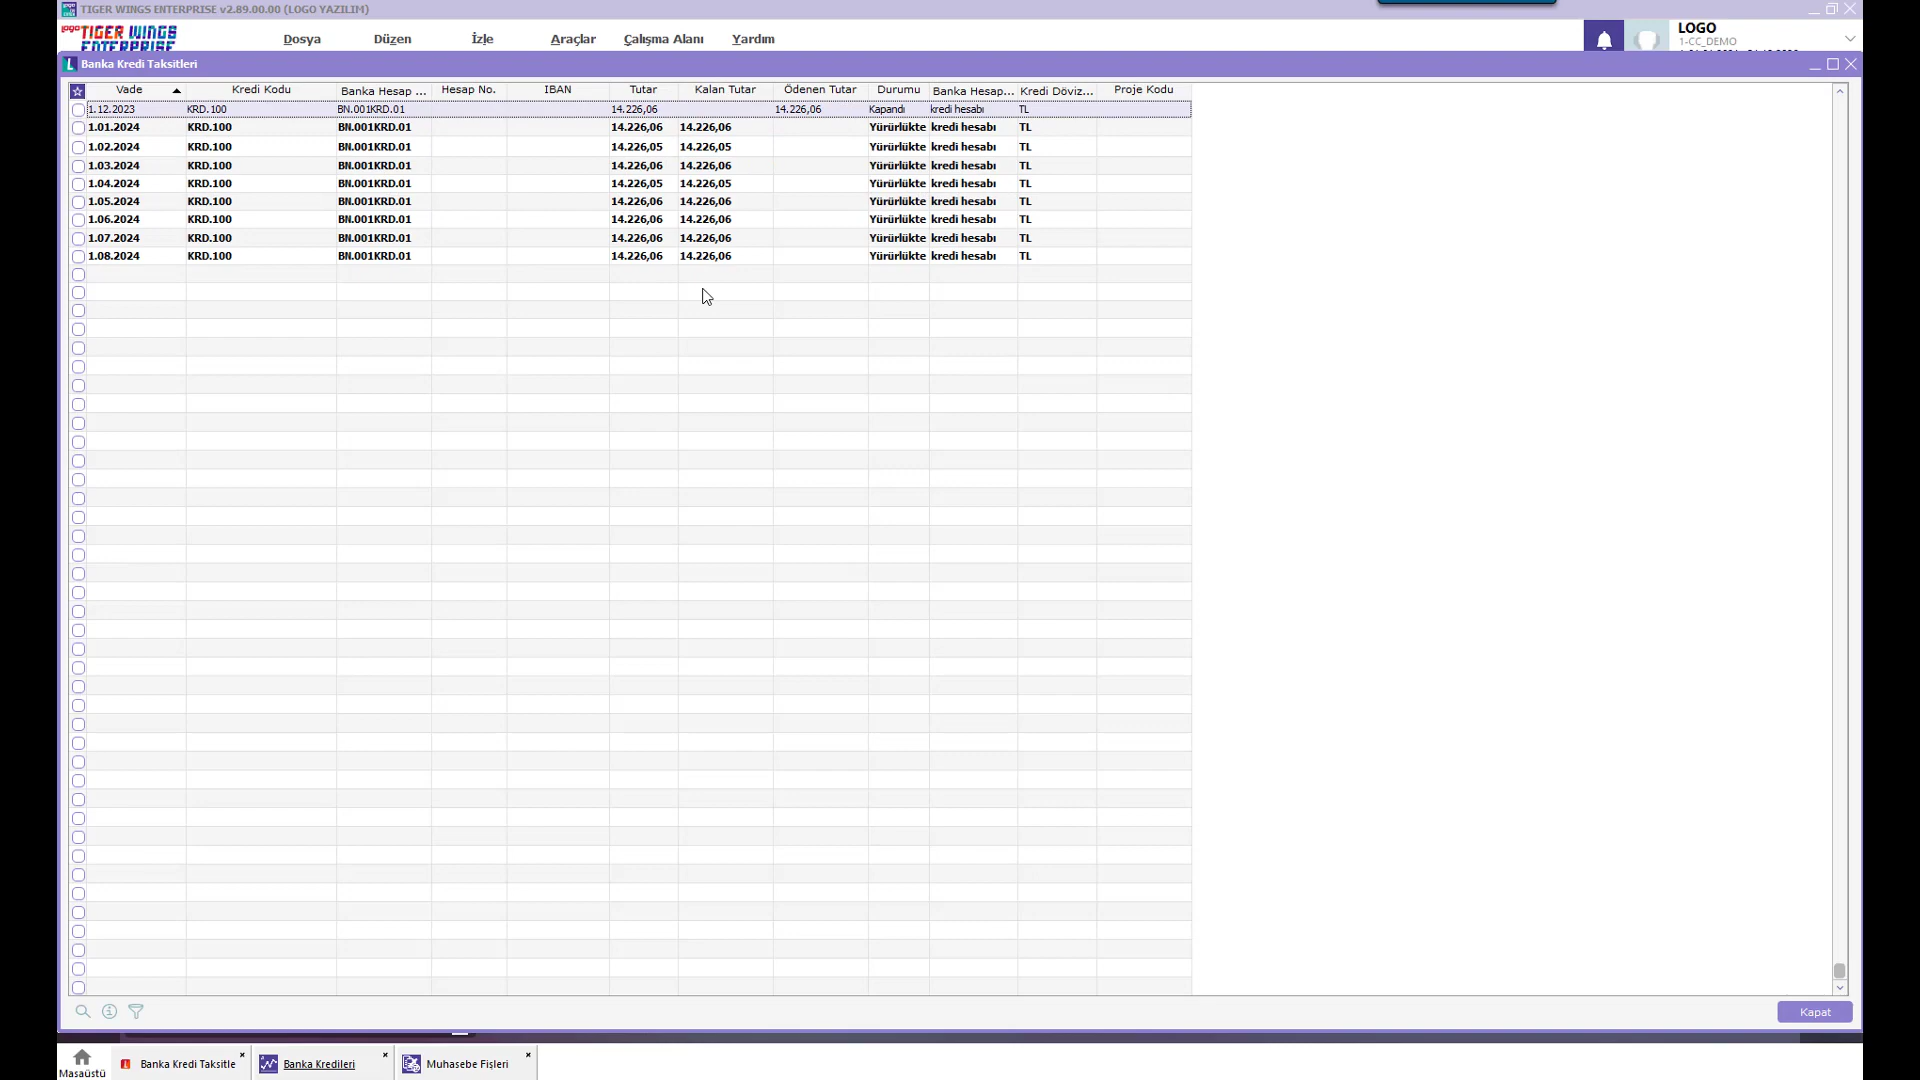 TIGER WINGS ENTERPRISE v2.89.00.00 (LOGO YAZILIM)
LOGO TIGER WINGS ENTERPRISE
Dosya Düzen İzle Araçlar Çalışma Alanı Yardım
LOGO
1-CC_DEMO
Banka Kredi Taksitleri
Vade Kredi Kodu Banka Hesap ... Hesap No. IBAN Tutar Kalan Tutar Ödenen Tutar Durumu Banka Hesap... Kredi Döviz... Proje Kodu
1.12.2023 KRD.100 BN.001KRD.01 14.226,06 14.226,06 Kapandı kredi hesabı TL
1.01.2024 KRD.100 BN.001KRD.01 14.226,06 14.226,06 Yürürlükte kredi hesabı TL
1.02.2024 KRD.100 BN.001KRD.01 14.226,05 14.226,05 Yürürlükte kredi hesabı TL
1.03.2024 KRD.100 BN.001KRD.01 14.226,06 14.226,06 Yürürlükte kredi hesabı TL
1.04.2024 KRD.100 BN.001KRD.01 14.226,05 14.226,05 Yürürlükte kredi hesabı TL
1.05.2024 KRD.100 BN.001KRD.01 14.226,06 14.226,06 Yürürlükte kredi hesabı TL
1.06.2024 KRD.100 BN.001KRD.01 14.226,06 14.226,06 Yürürlükte kredi hesabı TL
1.07.2024 KRD.100 BN.001KRD.01 14.226,06 14.226,06 Yürürlükte kredi hesabı TL
1.08.2024 KRD.100 BN.001KRD.01 14.226,06 14.226,06 Yürürlükte kredi hesabı TL
Kapat
Masaüstü Banka Kredi Taksitle Banka Kredileri Muhasebe Fişleri